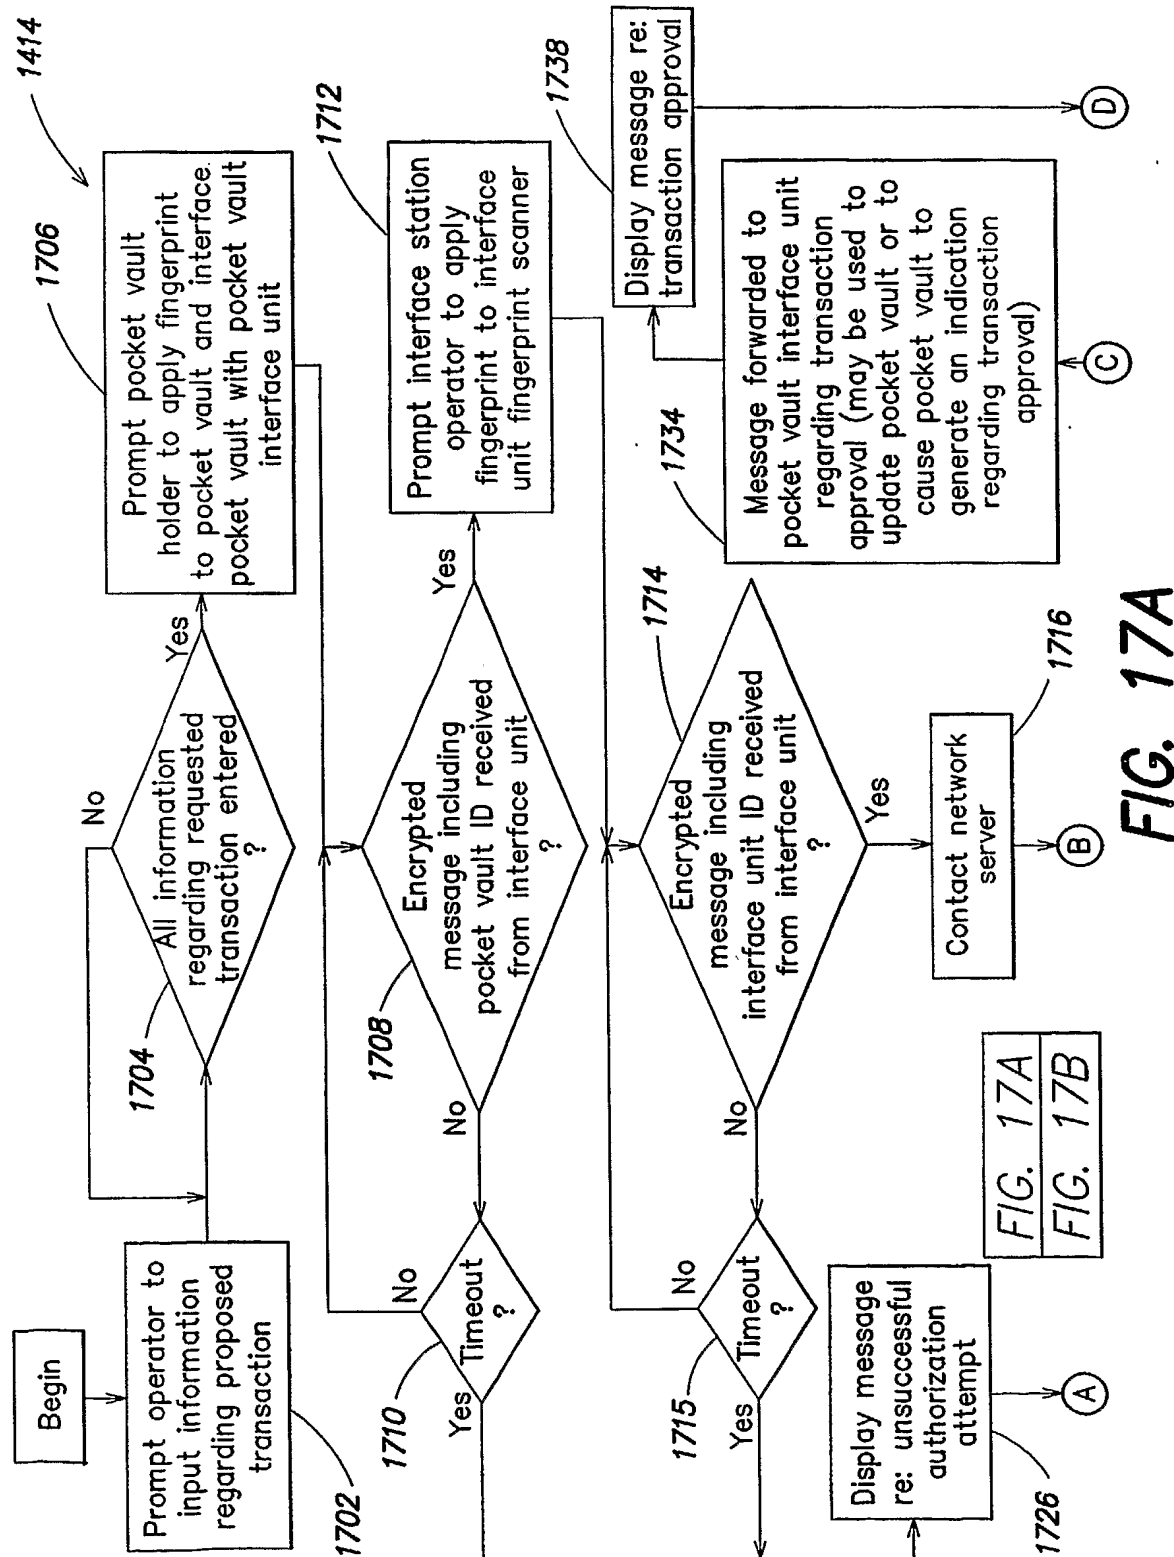 Begin
Prompt operator to
input information
regarding proposed
transaction
1702
No
All information
regarding requested
transaction entered
?
1704
Yes
Prompt pocket vault
holder to apply fingerprint
to pocket vault and interface.
pocket vault with pocket vault
interface unit
1706
1414
Timeout
?
1710
No
Yes
No
Encrypted
message including
pocket vault ID received
from interface unit
?
1708
Yes
Prompt interface station
operator to apply
fingerprint to interface
unit fingerprint scanner
1712
Timeout
?
1715
No
Yes
No
Encrypted
message including
interface unit ID received
from interface unit
?
1714
Yes
Display message re:
transaction approval
1738
D
Message forwarded to
pocket vault interface unit
regarding transaction
approval (may be used to
update pocket vault or to
cause pocket vault to
generate an indication
regarding transaction
approval)
1734
C
Display message
re: unsuccessful
authorization
attempt
1726
A
FIG. 17A
FIG. 17B
Contact network
server
1716
B
FIG. 17A